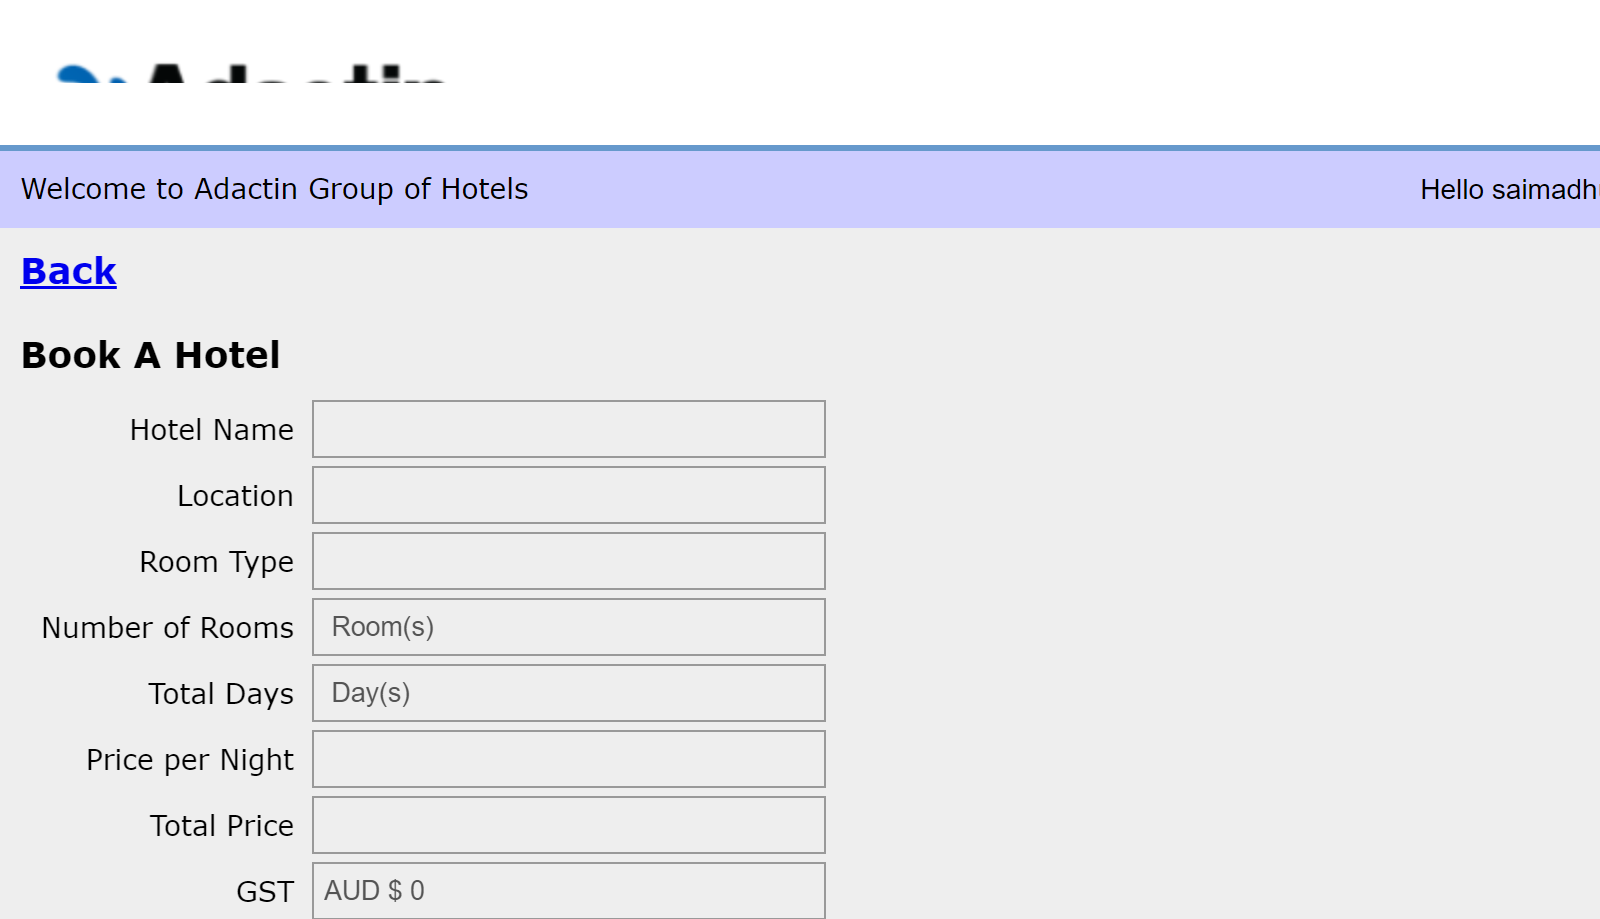 Adactin
Welcome to Adactin Group of Hotels
Hello saimadh
Back
Book A Hotel
Hotel Name
Location
Room Type
Number of Rooms Room(s)
Total Days Day(s)
Price per Night
Total Price
GST AUD $ 0